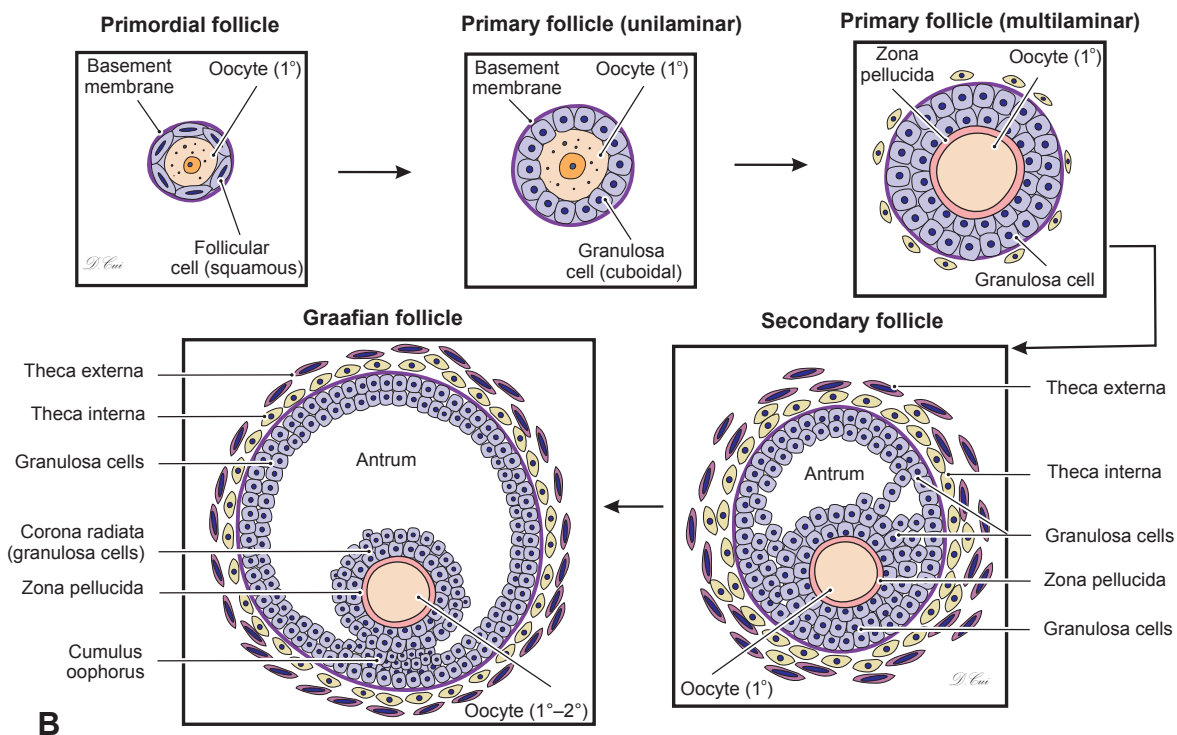 Primordial follicle
Basement
membrane
Oocyte (1°)
Follicular
cell (squamous)
D. Cui
Primary follicle (unilaminar)
Basement
membrane
Oocyte (1°)
Granulosa
cell (cuboidal)
Primary follicle (multilaminar)
Zona
pellucida
Oocyte (1°)
Granulosa cell
Graafian follicle
Theca externa
Theca interna
Granulosa cells
Corona radiata
(granulosa cells)
Zona pellucida
Cumulus
oophorus
Antrum
Oocyte (1°–2°)
Secondary follicle
Antrum
Theca externa
Theca interna
Granulosa cells
Zona pellucida
Granulosa cells
Oocyte (1°)
D. Cui
B